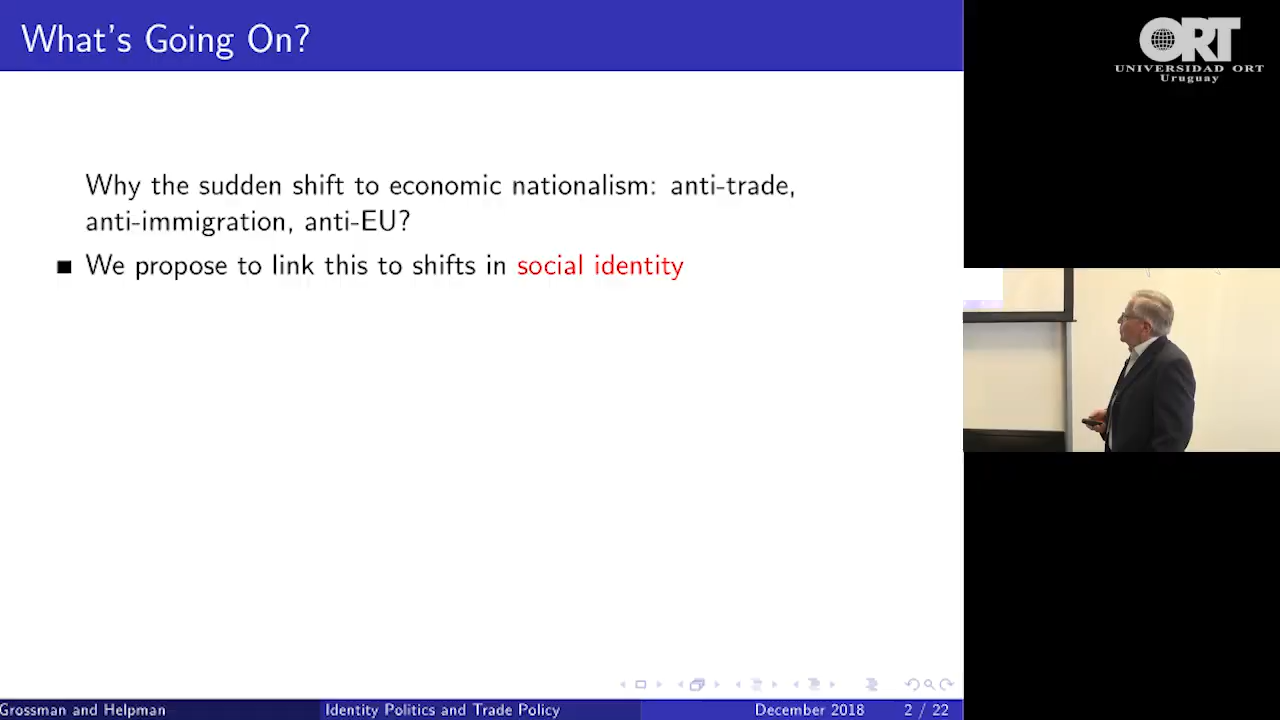 What's Going On?
ORT
UNIVERSIDAD ORT
Uruguay
Why the sudden shift to economic nationalism: anti-trade,
anti-immigration, anti-EU?
We propose to link this to shifts in social identity
Grossman and Helpman
Identity Politics and Trade Policy
December 2018
2 / 22